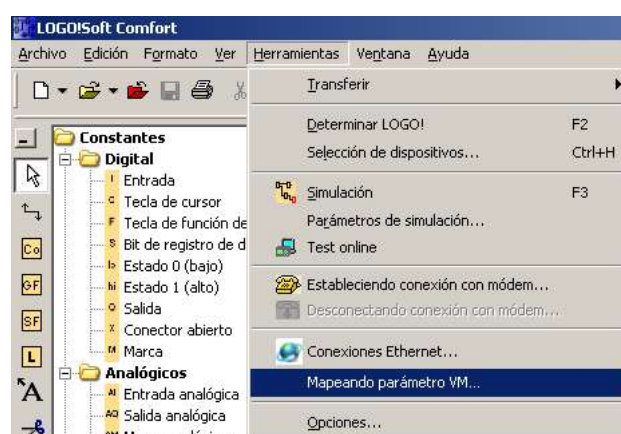 LOGO!Soft Comfort
Archivo Edición Formato Ver Herramientas Ventana Ayuda
Constantes
Digital
Entrada
Tecla de cursor
Tecla de función de
Bit de registro de d
Estado 0 (bajo)
Estado 1 (alto)
Salida
Conector abierto
Marca
Analógicos
Entrada analógica
Salida analógica
Transferir
Determinar LOGO! F2
Selección de dispositivos... Ctrl+H
Simulación F3
Parámetros de simulación...
Test online
Estableciendo conexión con módem...
Desconectando conexión con módem...
Conexiones Ethernet...
Mapeando parámetro VM...
Opciones...
Co
GF
SF
L
A